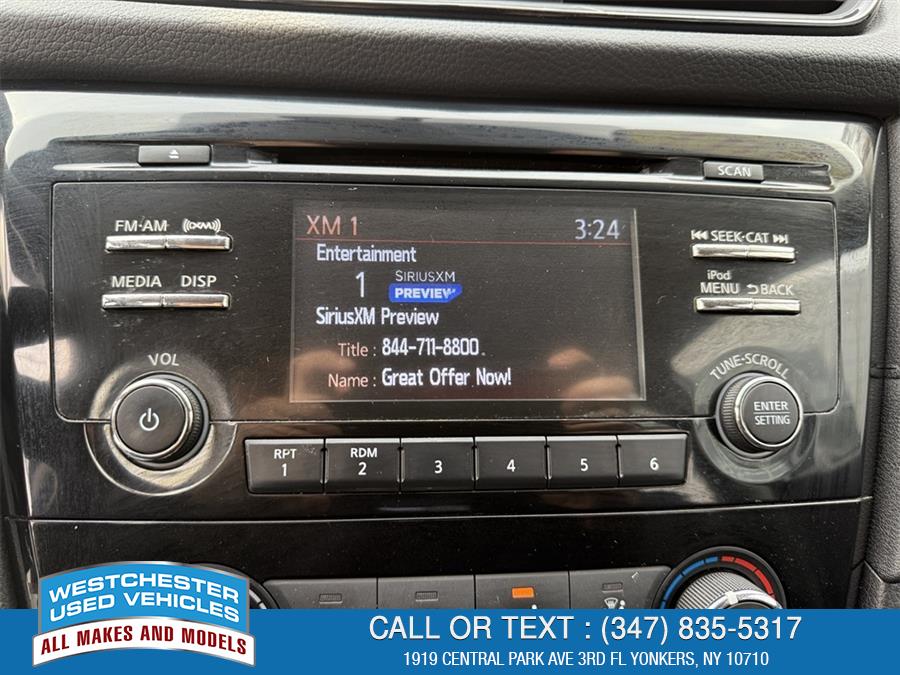 SCAN
FM·AM ((XM))
MEDIA DISP
VOL
XM 1 3:24
Entertainment
1 SIRIUSXM
PREVIEW
SiriusXM Preview
Title : 844-711-8800
Name : Great Offer Now!
SEEK·CAT
iPod
MENU BACK
TUNE·SCROLL
ENTER
SETTING
RPT RDM
1 2 3 4 5 6
WESTCHESTER
USED VEHICLES
ALL MAKES AND MODELS
CALL OR TEXT : (347) 835-5317
1919 CENTRAL PARK AVE 3RD FL YONKERS, NY 10710